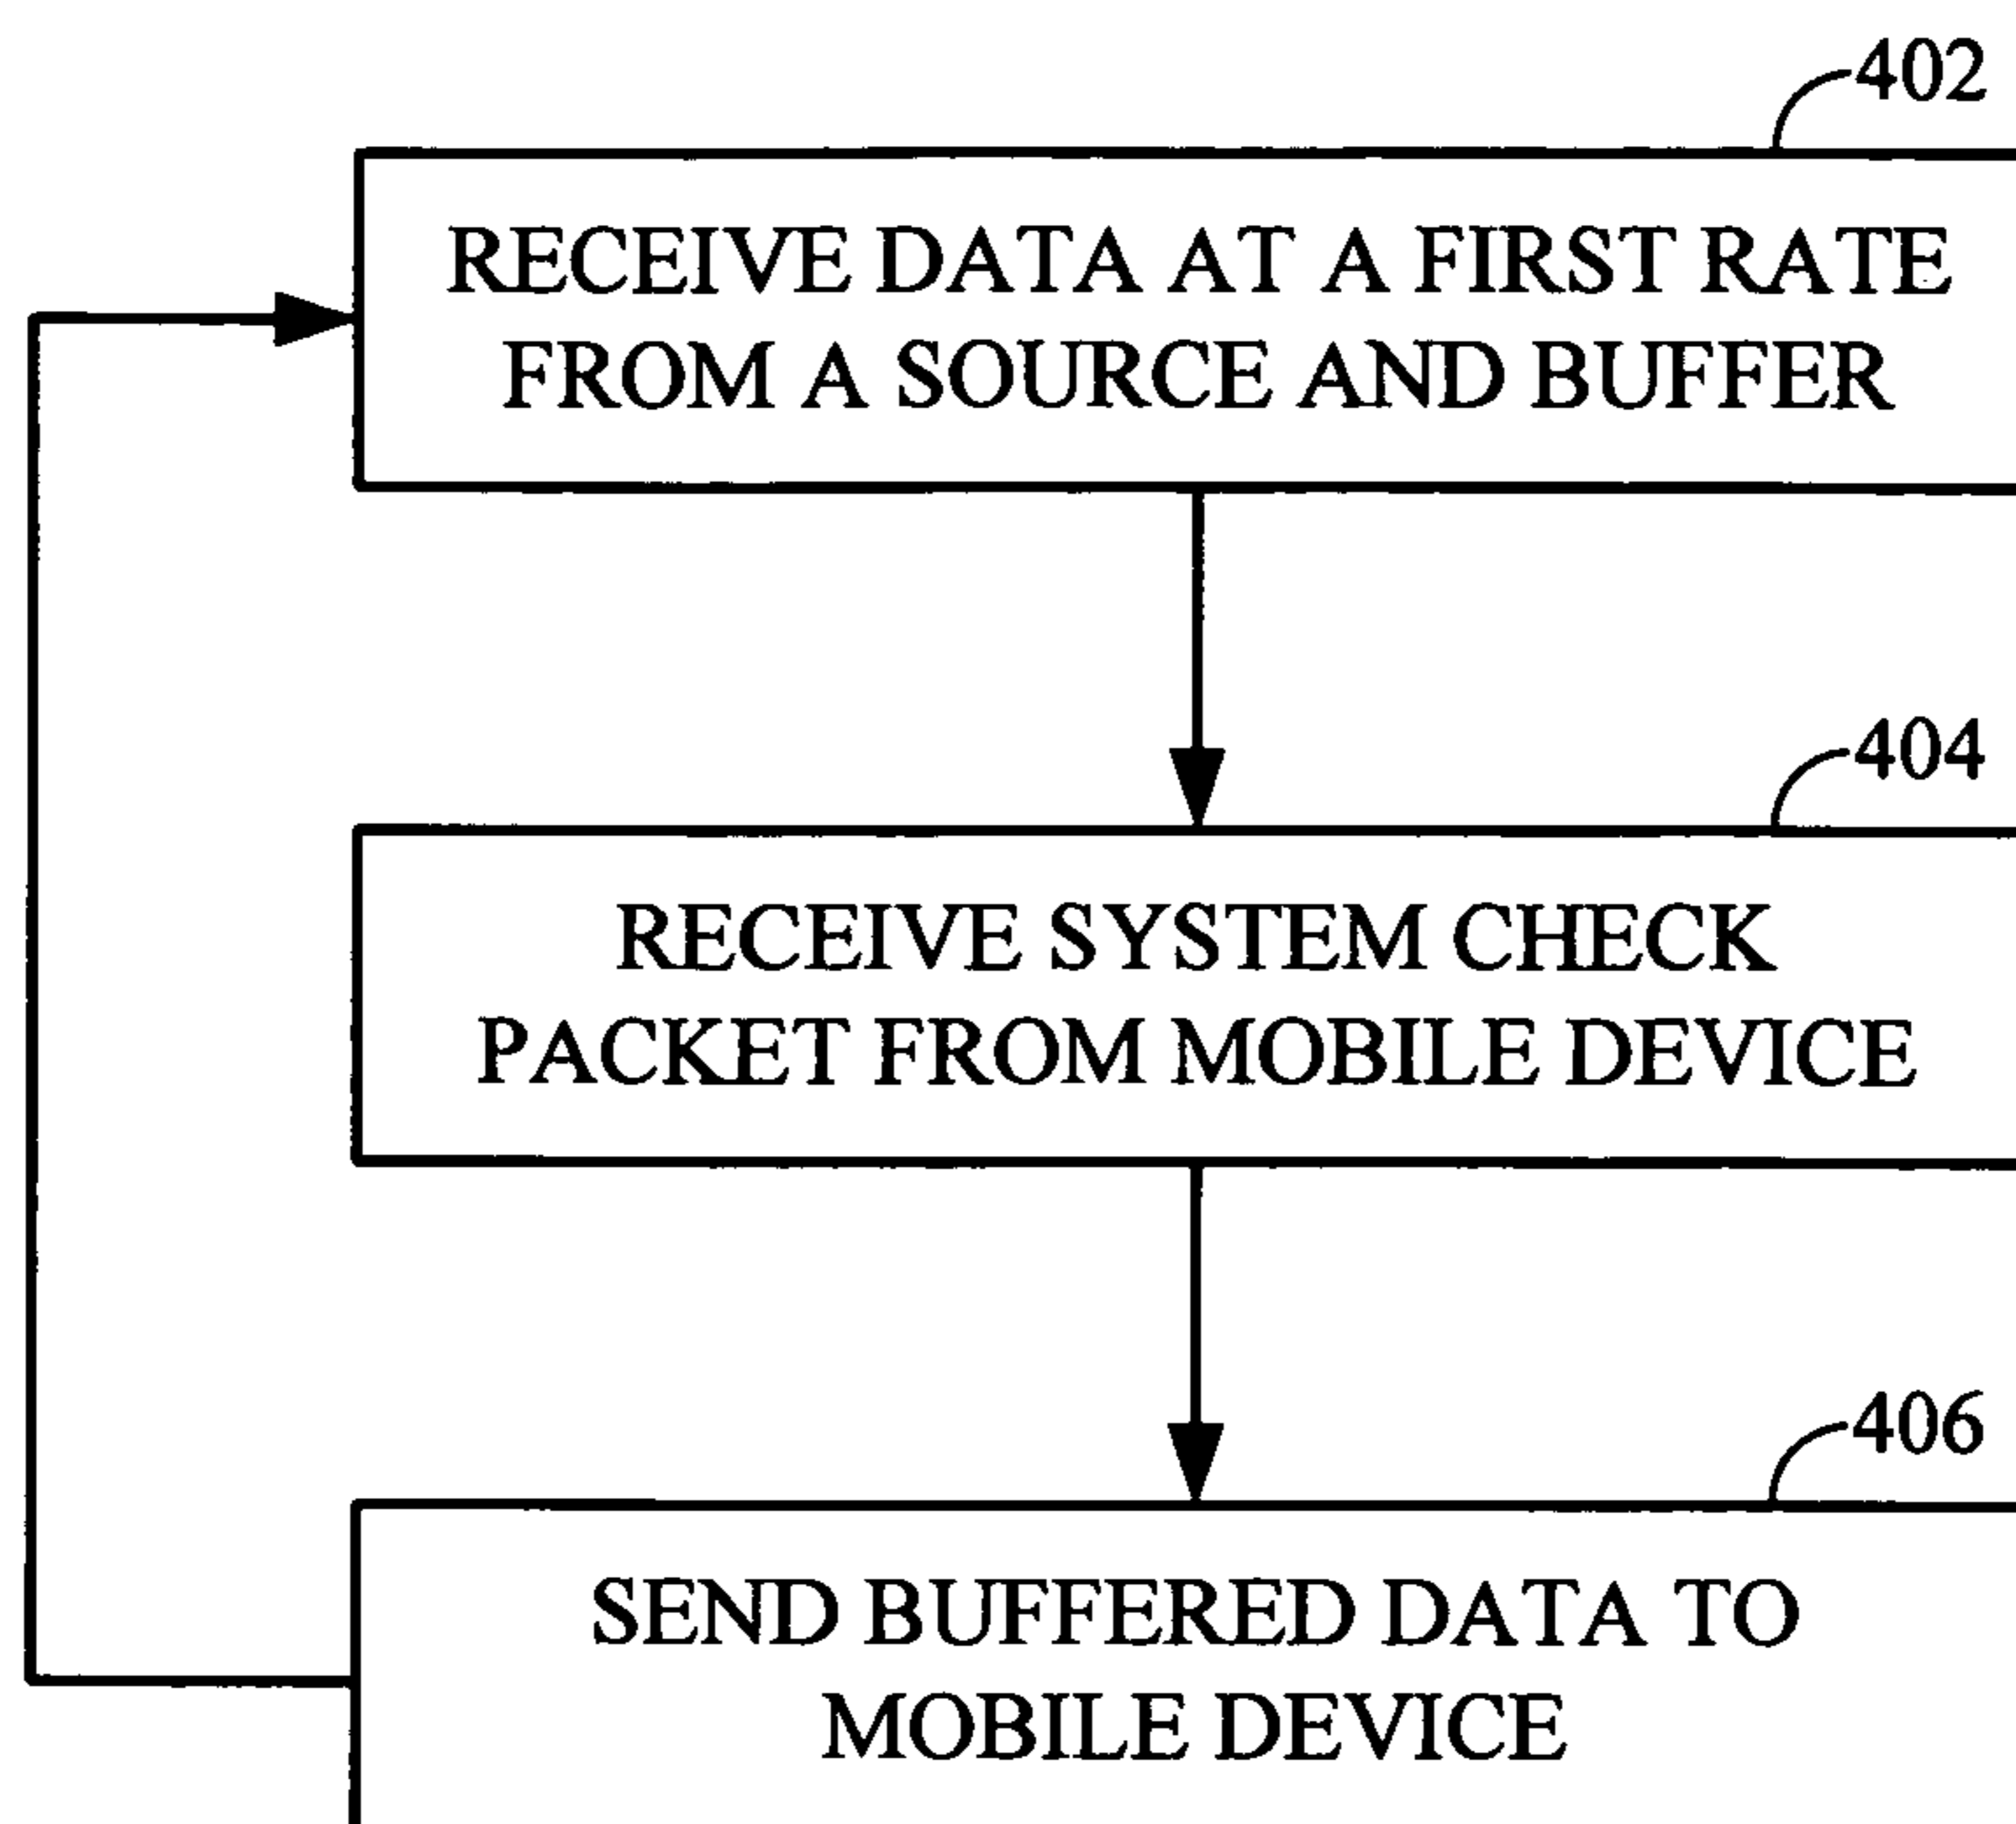 402
RECEIVE DATA AT A FIRST RATE
FROM A SOURCE AND BUFFER
404
RECEIVE SYSTEM CHECK
PACKET FROM MOBILE DEVICE
406
SEND BUFFERED DATA TO
MOBILE DEVICE